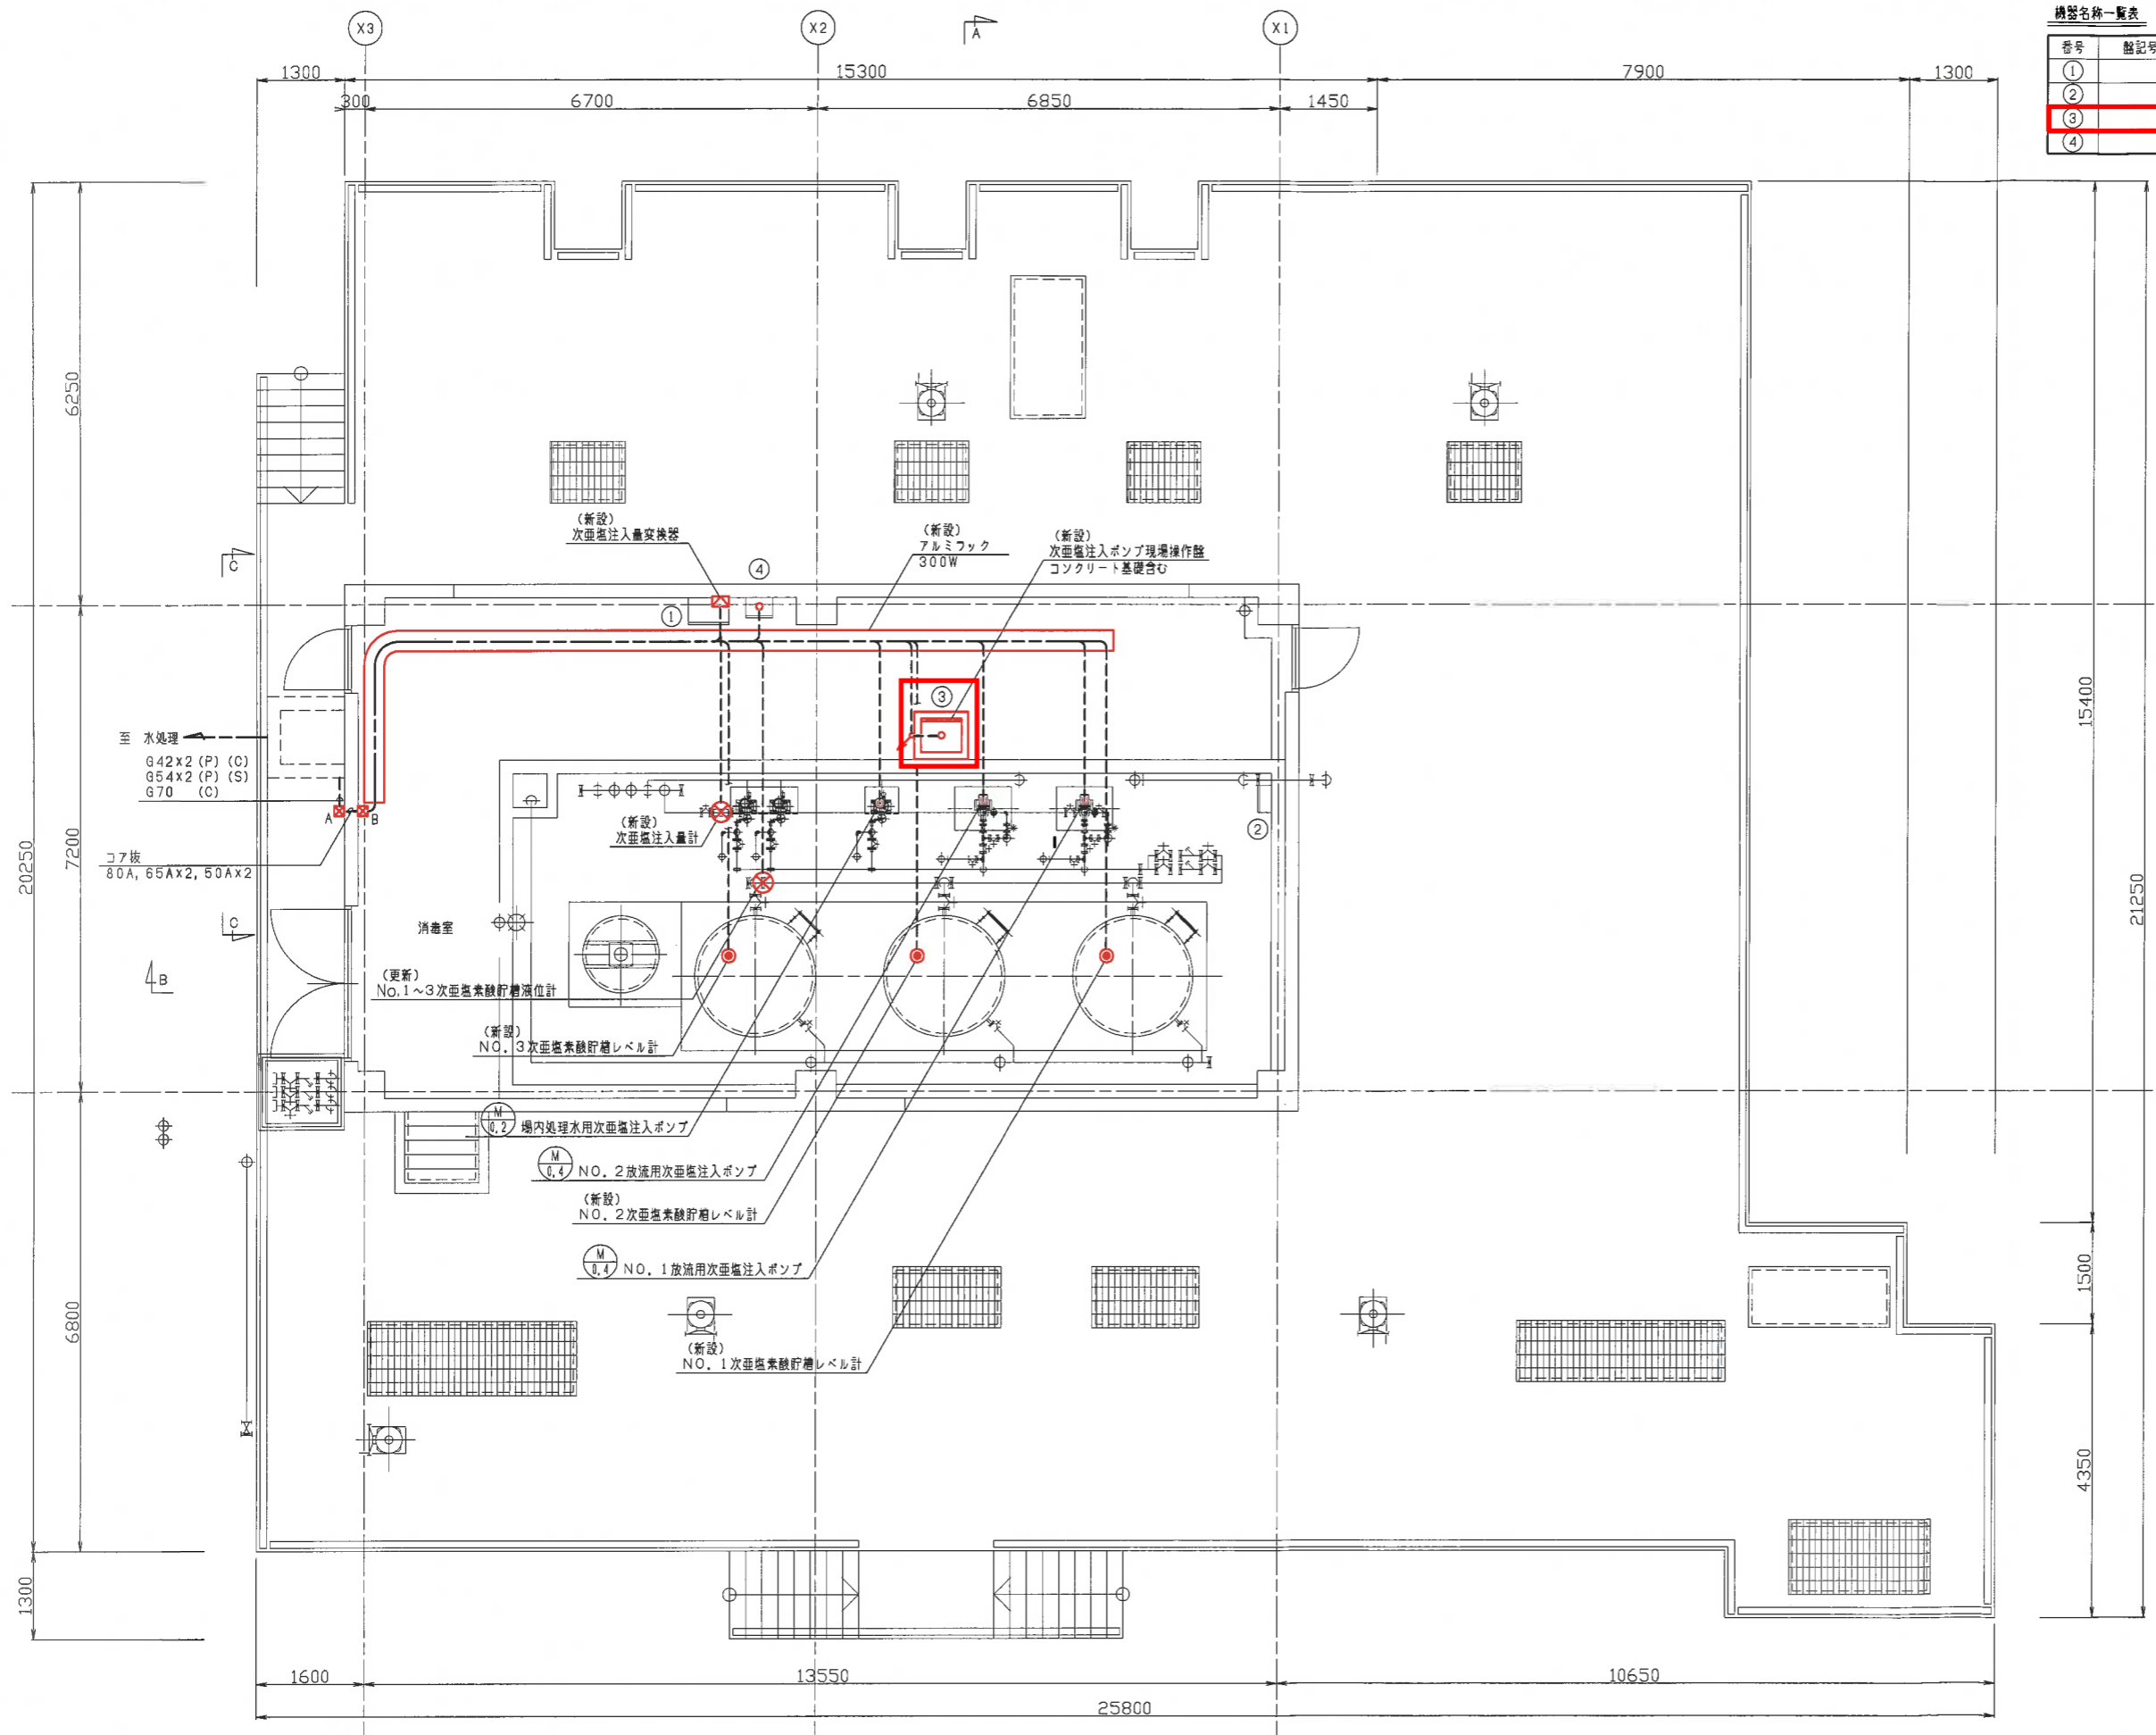 X3
X2
A
X1
機器名称一覧表
番号
盤記号
①
②
③
④
1300
15300
7900
1300
300
6700
6850
1450
6250
(新設)
次亜塩注入量変換器
(新設)
アルミラック
300W
(新設)
次亜塩注入ポンプ現場操作盤
コンクリート基礎含む
C
④
①
③
15400
至 水処理
G42X2 (P) (C)
G54X2 (P) (S)
G70 (C)
A
B
(新設)
次亜塩注入量計
②
コア抜
80A, 65AX2, 50AX2
20250
7200
21250
C
消毒室
B
(更新)
No.1～3次亜塩素酸貯槽液位計
(新設)
NO. 3次亜塩素酸貯槽レベル計
M
0.2
場内処理水用次亜塩注入ポンプ
M
0.4
NO. 2放流用次亜塩注入ポンプ
(新設)
NO. 2次亜塩素酸貯槽レベル計
M
0.4
NO. 1放流用次亜塩注入ポンプ
1500
6800
(新設)
NO. 1次亜塩素酸貯槽レベル計
4350
1300
1600
13550
10650
25800